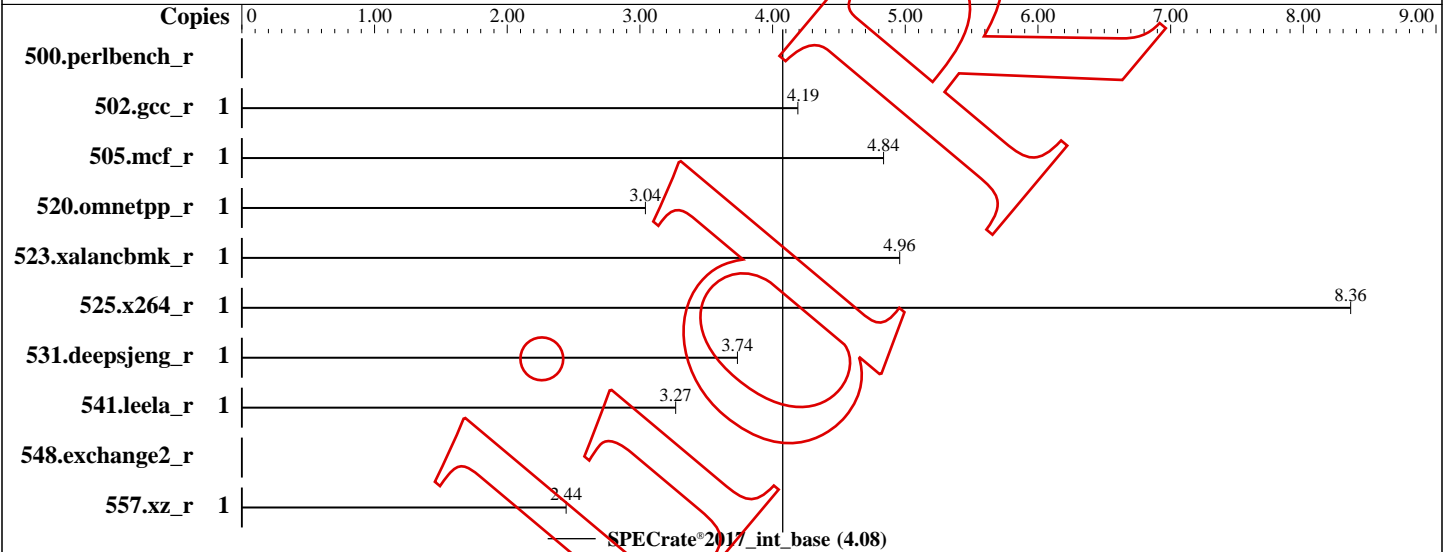 Copies 0 1.00 2.00 3.00 4.00 5.00 6.00 7.00 8.00 9.00
500.perlbench_r
502.gcc_r 1 4.19
505.mcf_r 1 4.84
520.omnetpp_r 1 3.04
523.xalancbmk_r 1 4.96
525.x264_r 1 8.36
531.deepsjeng_r 1 3.74
541.leela_r 1 3.27
548.exchange2_r
557.xz_r 1 2.44
SPECrate®2017_int_base (4.08)